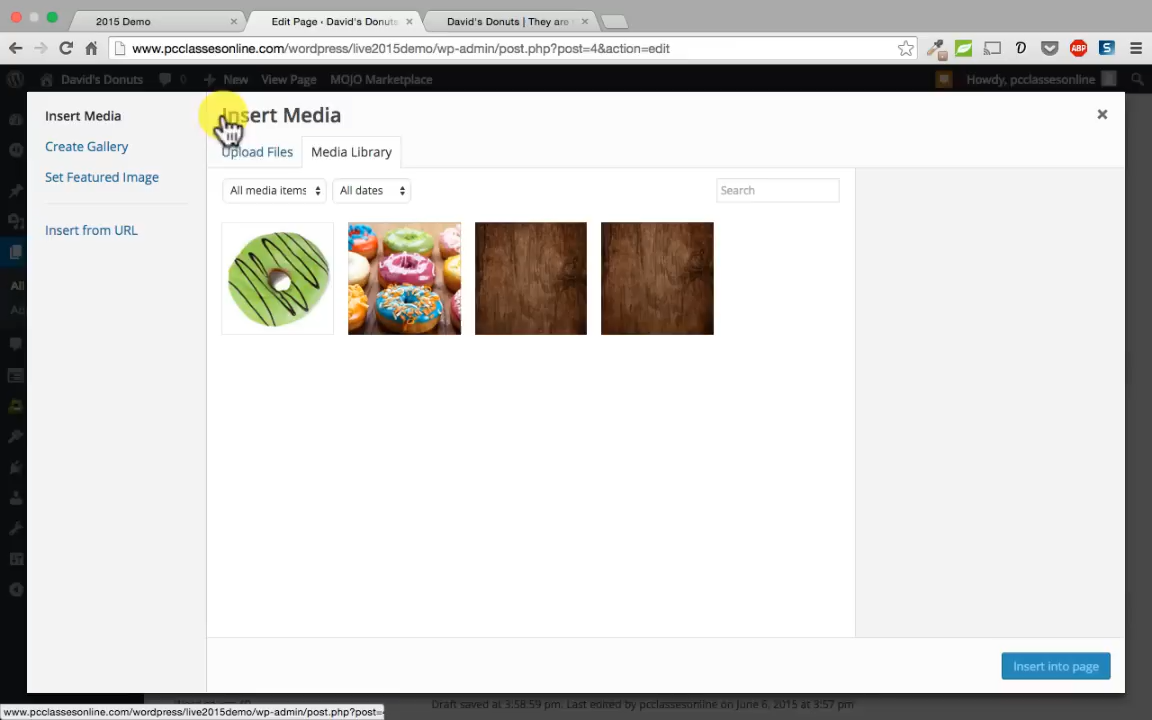 2015 Demo
Edit Page ‹ David's Donuts
David's Donuts | They are
www.pcclassesonline.com/wordpress/live2015demo/wp-admin/post.php?post=4&action=edit
ABP
David's Donuts 0 New View Page MOJO Marketplace Howdy, pcclassesonline
Insert Media
Create Gallery
Set Featured Image
Insert from URL
Insert Media
Upload Files
Media Library
All media items
All dates
Search
All
Insert into page
Draft saved at 3:58:59 pm. Last edited by pcclassesonline on June 6, 2015 at 3:57 pm
www.pcclassesonline.com/wordpress/live2015demo/wp-admin/post.php?post=